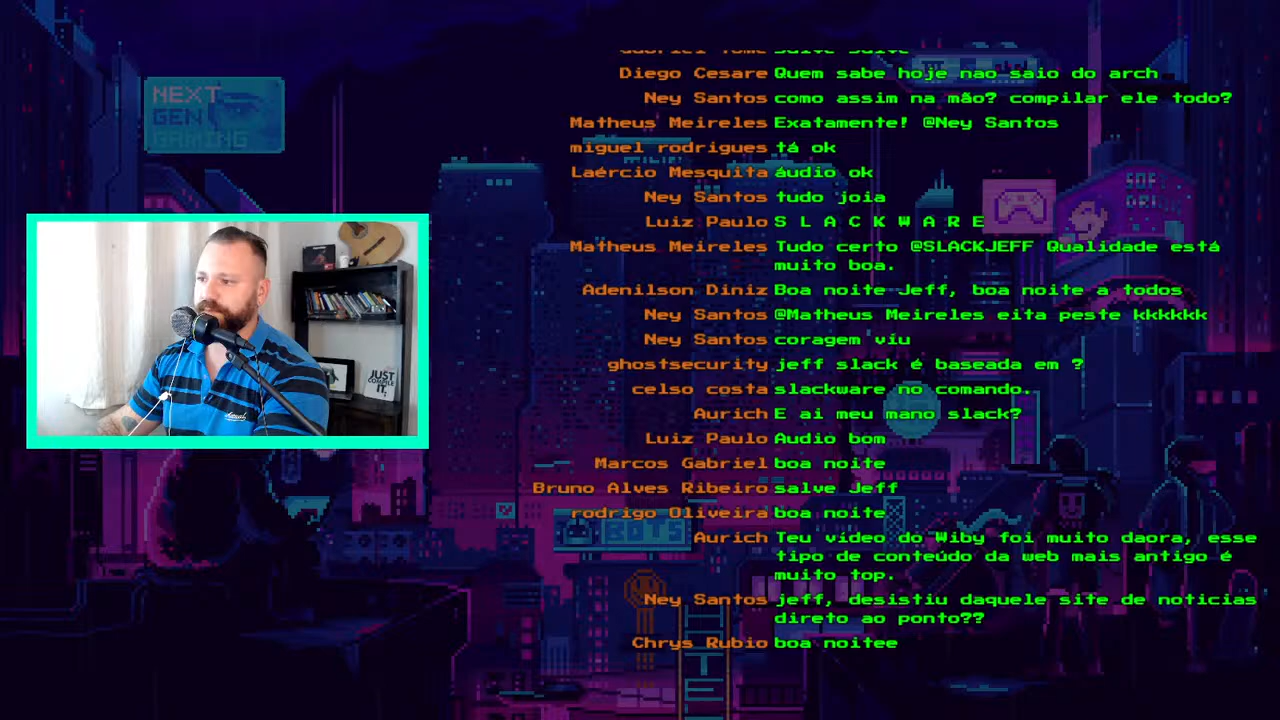 NEXT
GEN
GAMING
Diego Cesare Quem sabe hoje nao saio do arch
Ney Santos como assim na mão? compilar ele todo?
Matheus Meireles Exatamente! @Ney Santos
miguel rodrigues tá ok
Laércio Mesquita áudio ok
Ney Santos tudo joia
Luiz Paulo S L A C K W A R E
Matheus Meireles Tudo certo @SLACKJEFF Qualidade está
muito boa.
Adenilson Diniz Boa noite Jeff, boa noite a todos
Ney Santos @Matheus Meireles eita peste kkkkkk
Ney Santos coragem viu
ghostsecurity jeff slack é baseada em ?
celso costa slackware no comando.
Aurich E ai meu mano slack?
Luiz Paulo Audio bom
Marcos Gabriel boa noite
Bruno Alves Ribeiro salve Jeff
rodrigo Oliveira boa noite
Aurich Teu vídeo do Wiby foi muito daora, esse
tipo de conteúdo da web mais antigo é
muito top.
Ney Santos jeff, desistiu daquele site de noticias
direto ao ponto??
Chrys Rubio boa noitee
JUST
COMPILE
IT,
BOTS
HOTEL